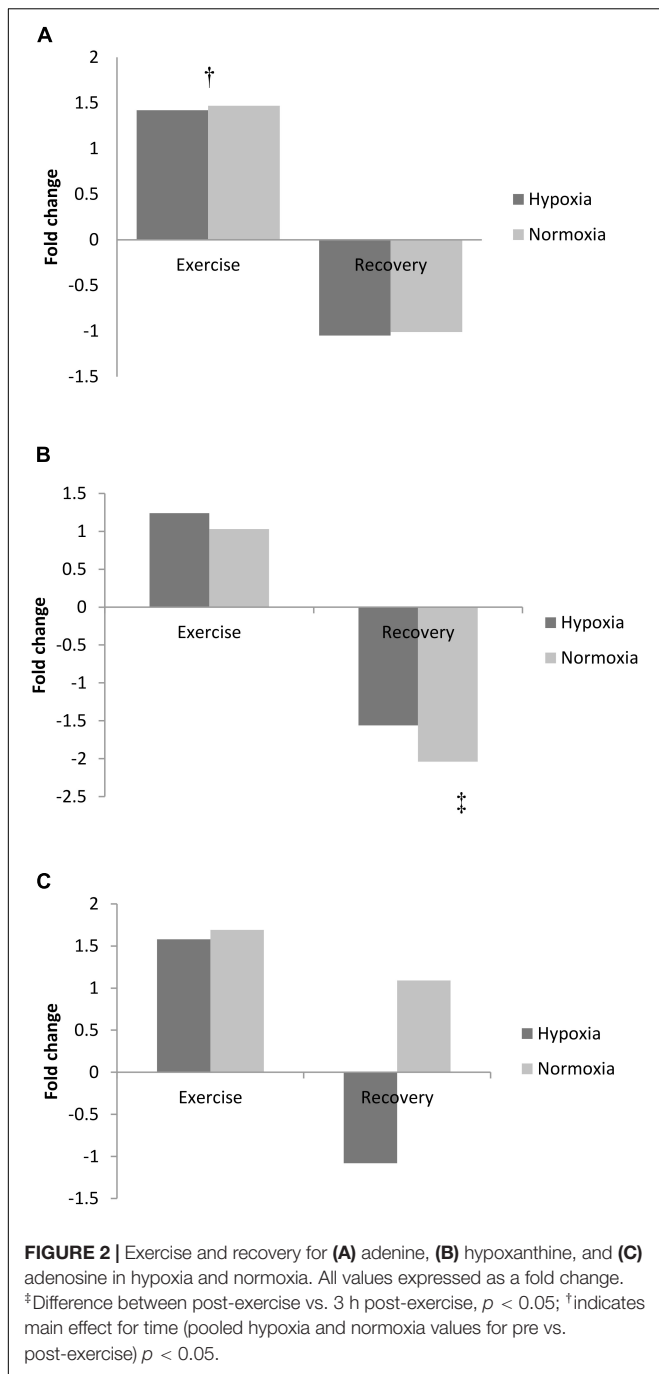 A
2
1.5
1
0.5
0
-0.5
-1
-1.5
Fold change
†
Exercise
Recovery
Hypoxia
Normoxia
B
1.5
1
0.5
0
-0.5
-1
-1.5
-2
-2.5
Fold change
Exercise
Recovery
‡
Hypoxia
Normoxia
C
2
1.5
1
0.5
0
-0.5
-1
-1.5
Fold change
Exercise
Recovery
Hypoxia
Normoxia
FIGURE 2 | Exercise and recovery for (A) adenine, (B) hypoxanthine, and (C)
adenosine in hypoxia and normoxia. All values expressed as a fold change.
‡Difference between post-exercise vs. 3 h post-exercise, p < 0.05; †indicates
main effect for time (pooled hypoxia and normoxia values for pre vs.
post-exercise) p < 0.05.